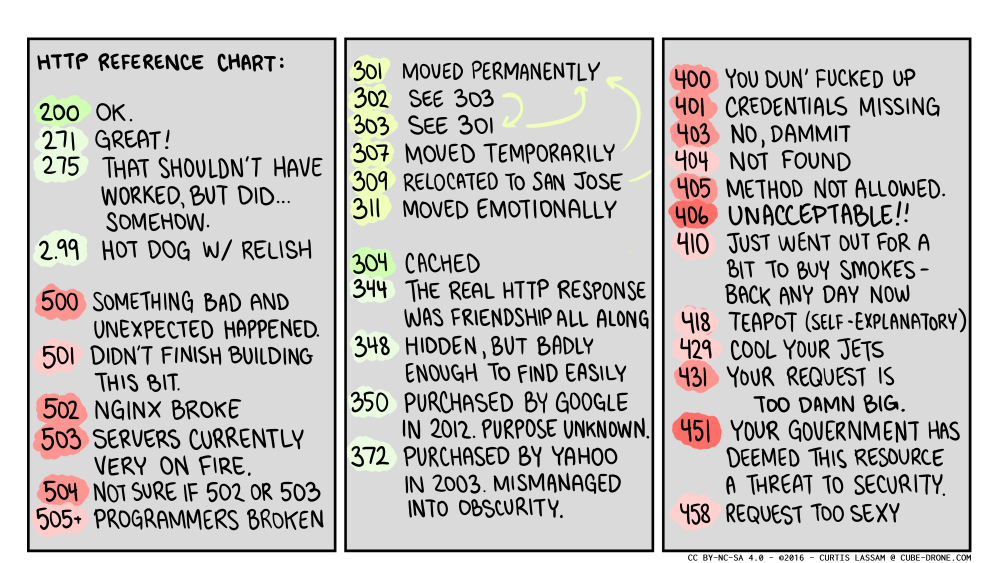 HTTP REFERENCE CHART:
200 OK.
271 GREAT!
275 THAT SHOULDN'T HAVE
WORKED, BUT DID...
SOMEHOW.
2.99 HOT DOG W/ RELISH
500 SOMETHING BAD AND
UNEXPECTED HAPPENED.
501 DIDN'T FINISH BUILDING
THIS BIT.
502 NGINX BROKE
503 SERVERS CURRENTLY
VERY ON FIRE.
504 NOT SURE IF 502 OR 503
505+ PROGRAMMERS BROKEN
301 MOVED PERMANENTLY
302 SEE 303
303 SEE 301
307 MOVED TEMPORARILY
309 RELOCATED TO SAN JOSE
311 MOVED EMOTIONALLY
304 CACHED
344 THE REAL HTTP RESPONSE
WAS FRIENDSHIP ALL ALONG
348 HIDDEN, BUT BADLY
ENOUGH TO FIND EASILY
350 PURCHASED BY GOOGLE
IN 2012. PURPOSE UNKNOWN.
372 PURCHASED BY YAHOO
IN 2003. MISMANAGED
INTO OBSCURITY.
400 YOU DUN' FUCKED UP
401 CREDENTIALS MISSING
403 NO, DAMMIT
404 NOT FOUND
405 METHOD NOT ALLOWED.
406 UNACCEPTABLE!!
410 JUST WENT OUT FOR A
BIT TO BUY SMOKES -
BACK ANY DAY NOW
418 TEAPOT (SELF-EXPLANATORY)
429 COOL YOUR JETS
431 YOUR REQUEST IS
TOO DAMN BIG.
451 YOUR GOVERNMENT HAS
DEEMED THIS RESOURCE
A THREAT TO SECURITY.
458 REQUEST TOO SEXY
CC BY-NC-SA 4.0 - ©2016 - CURTIS LASSAM @ CUBE-DRONE.COM